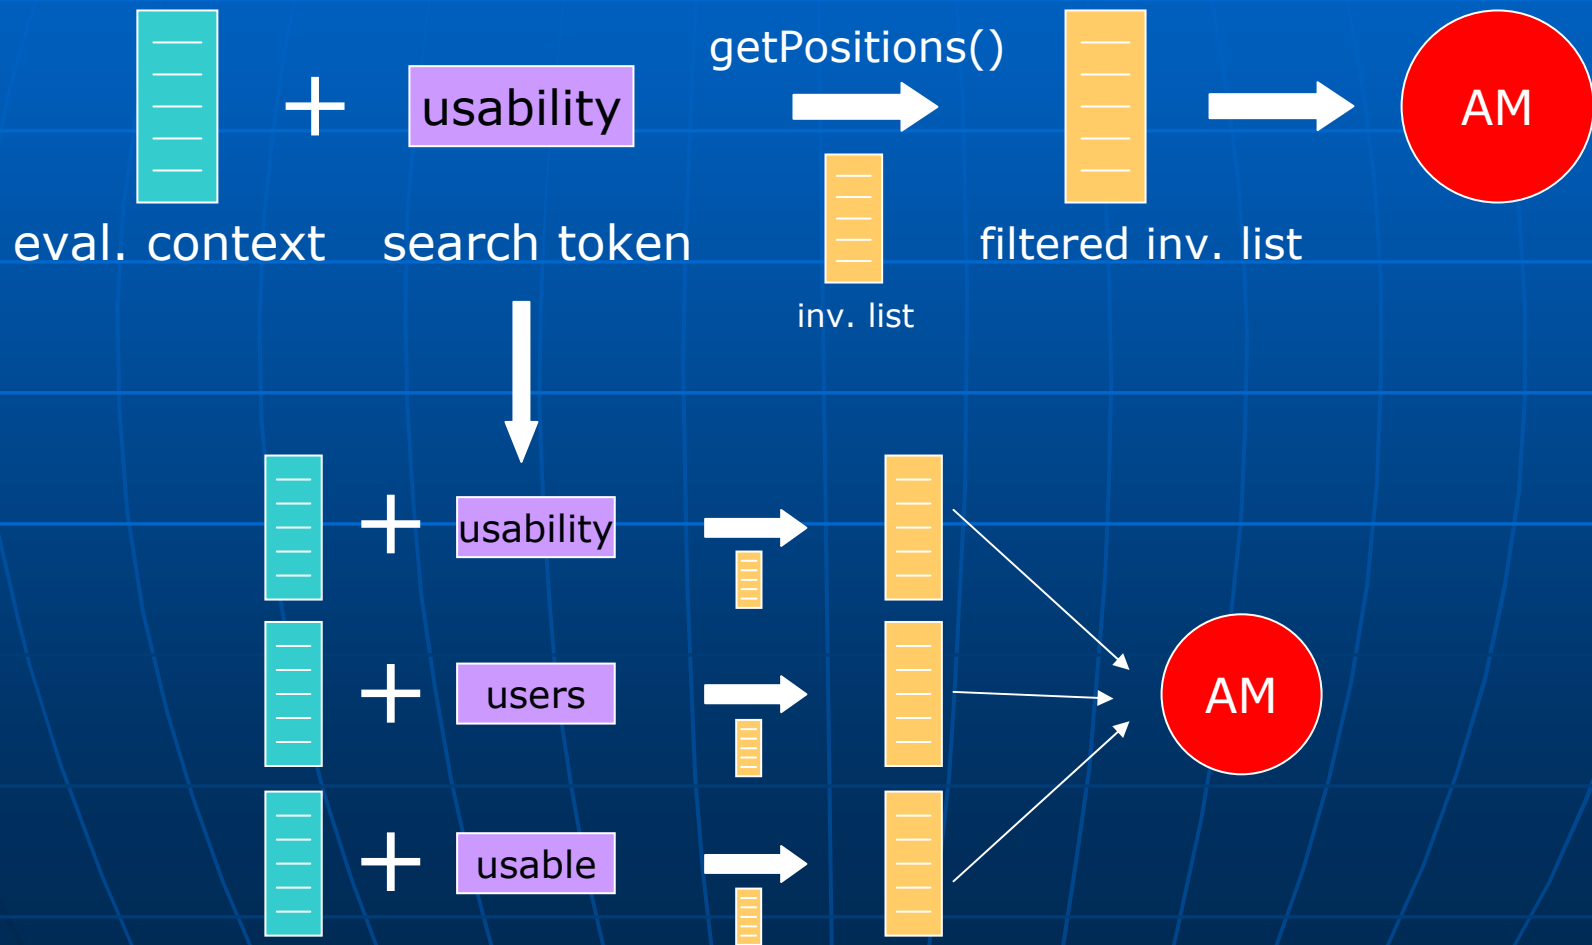 getPositions()
usability
AM
eval. context
search token
filtered inv. list
inv. list
usability
users
AM
usable